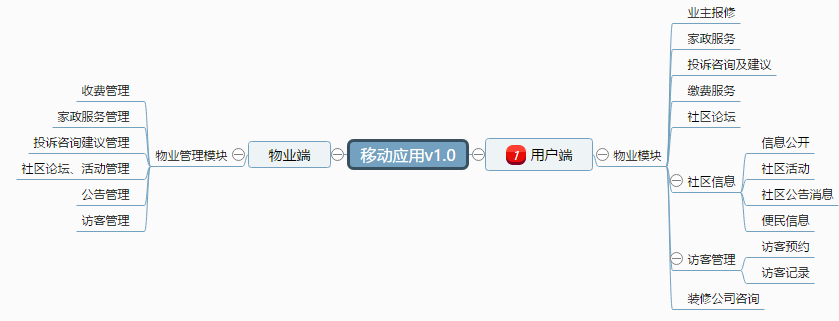 移动应用v1.0
物业端
物业管理模块
收费管理
家政服务管理
投诉咨询建议管理
社区论坛、活动管理
公告管理
访客管理
1
用户端
物业模块
业主报修
家政服务
投诉咨询及建议
缴费服务
社区论坛
社区信息
信息公开
社区活动
社区公告消息
便民信息
访客管理
访客预约
访客记录
装修公司咨询